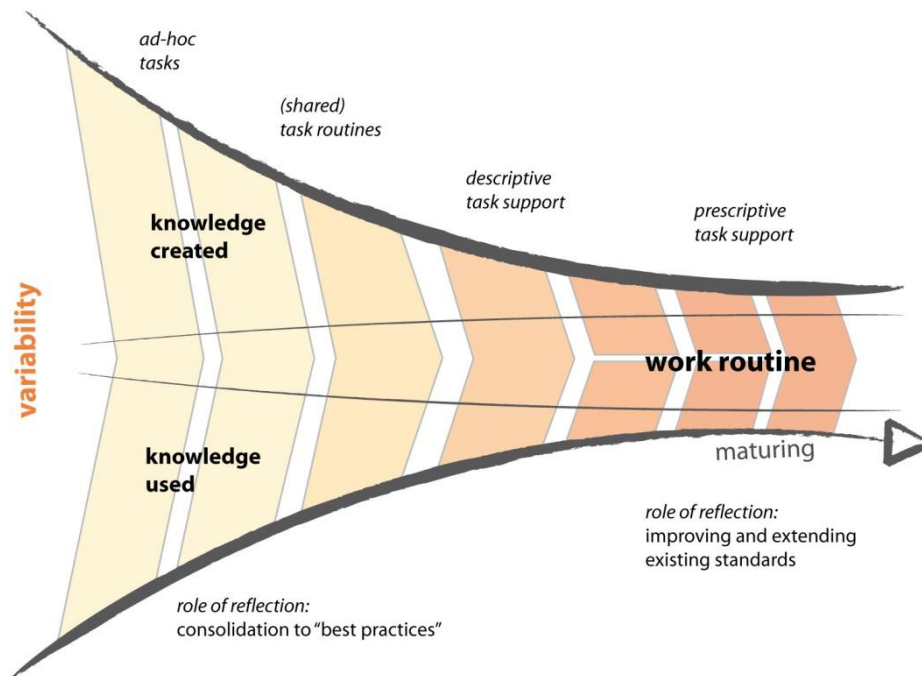 ad-hoc
tasks
(shared)
task routines
descriptive
task support
prescriptive
task support
knowledge
created
variability
work routine
knowledge
used
maturing
role of reflection:
improving and extending
existing standards
role of reflection:
consolidation to “best practices”